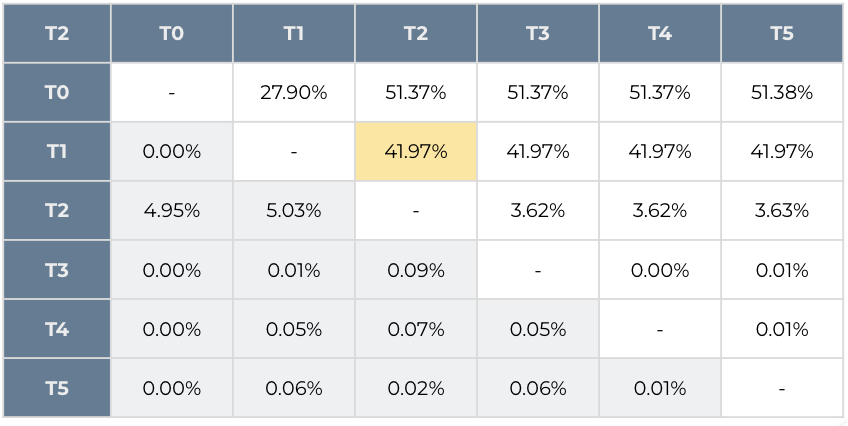 T2 T0 T1 T2 T3 T4 T5
T0 - 27.90% 51.37% 51.37% 51.37% 51.38%
T1 0.00% - 41.97% 41.97% 41.97% 41.97%
T2 4.95% 5.03% - 3.62% 3.62% 3.63%
T3 0.00% 0.01% 0.09% - 0.00% 0.01%
T4 0.00% 0.05% 0.07% 0.05% - 0.01%
T5 0.00% 0.06% 0.02% 0.06% 0.01% -